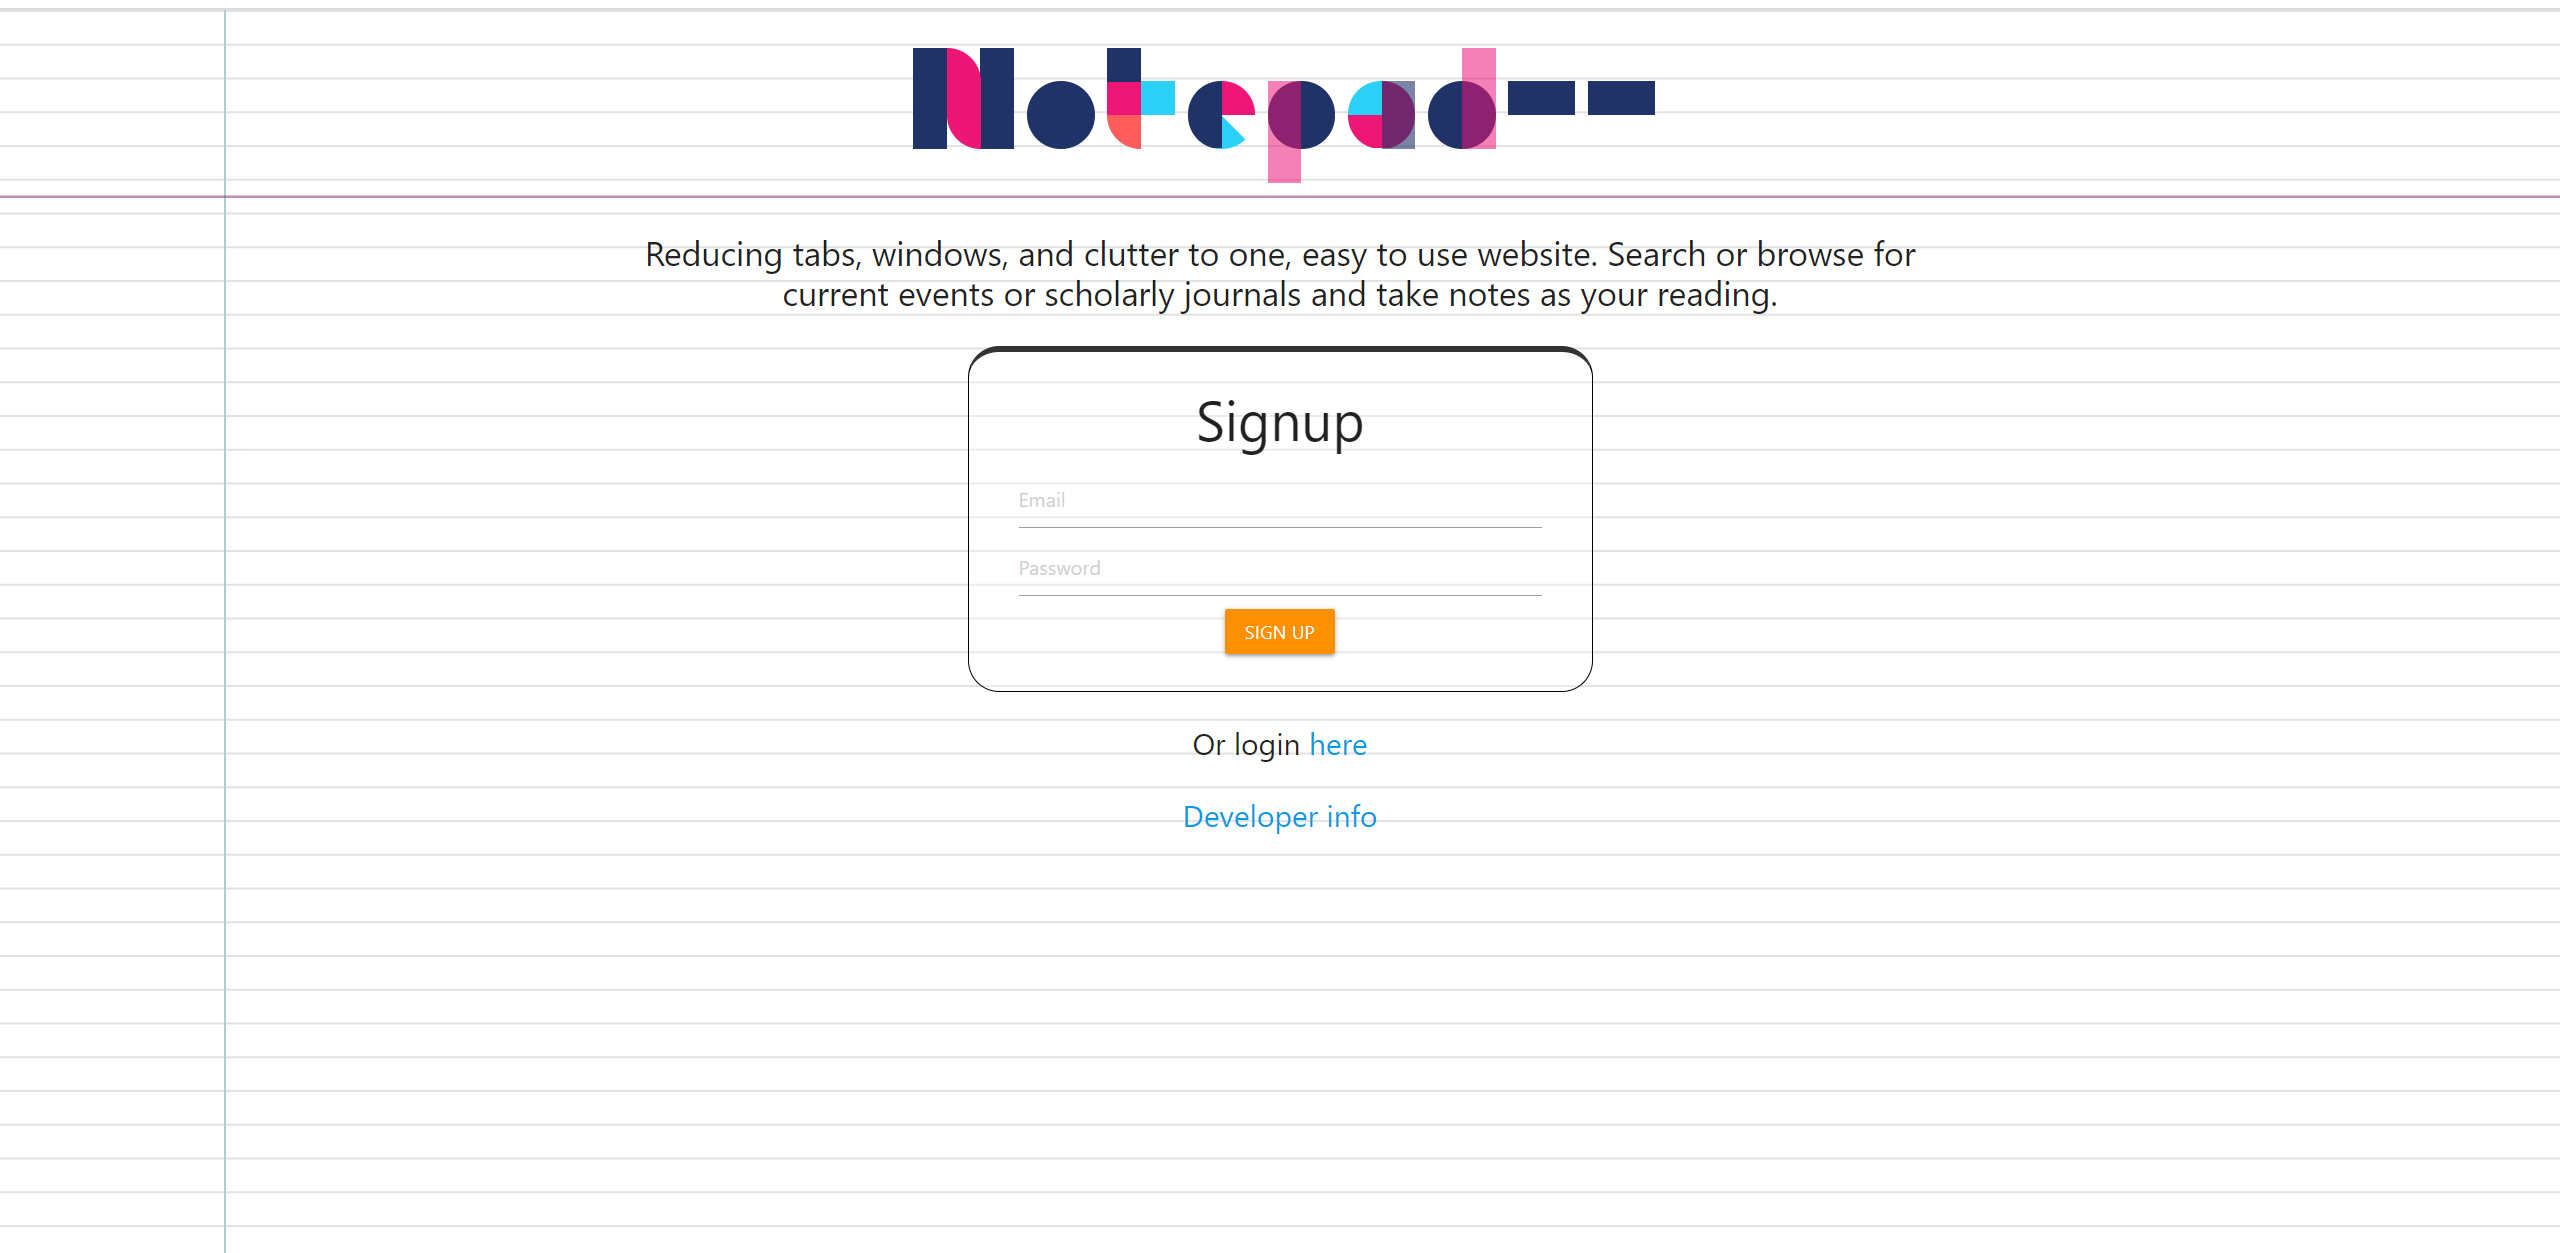 Notepad--
Reducing tabs, windows, and clutter to one, easy to use website. Search or browse for
current events or scholarly journals and take notes as your reading.
Signup
Email
Password
SIGN UP
Or login here
Developer info